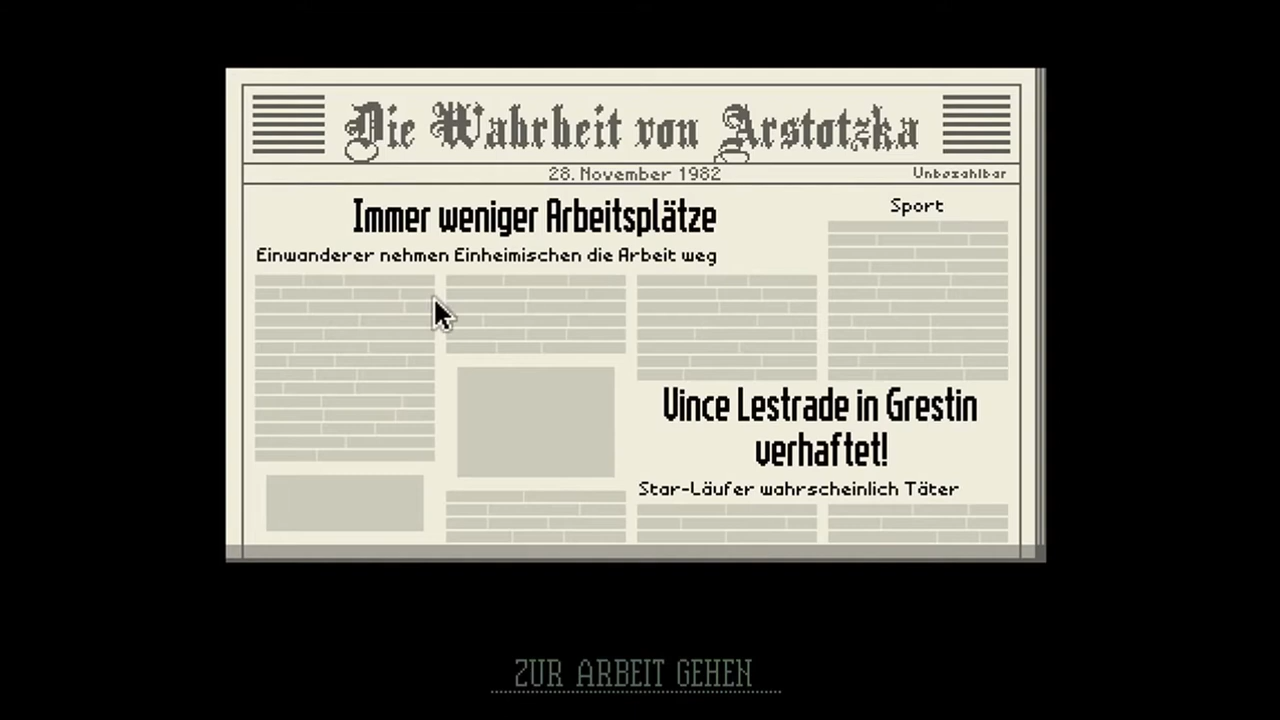 Die Wahrheit von Arstotzka
28. November 1982
Unbezahlbar
Immer weniger Arbeitsplätze
Einwanderer nehmen Einheimischen die Arbeit weg
Sport
Vince Lestrade in Grestin
verhaftet!
Star-Läufer wahrscheinlich Täter
ZUR ARBEIT GEHEN